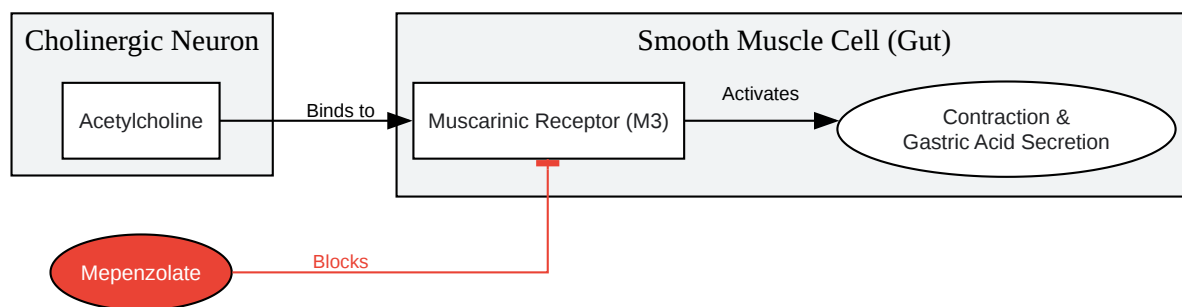 Cholinergic Neuron
Smooth Muscle Cell (Gut)
Acetylcholine
Binds to
Muscarinic Receptor (M3)
Activates
Contraction &
Gastric Acid Secretion
Mepenzolate
Blocks